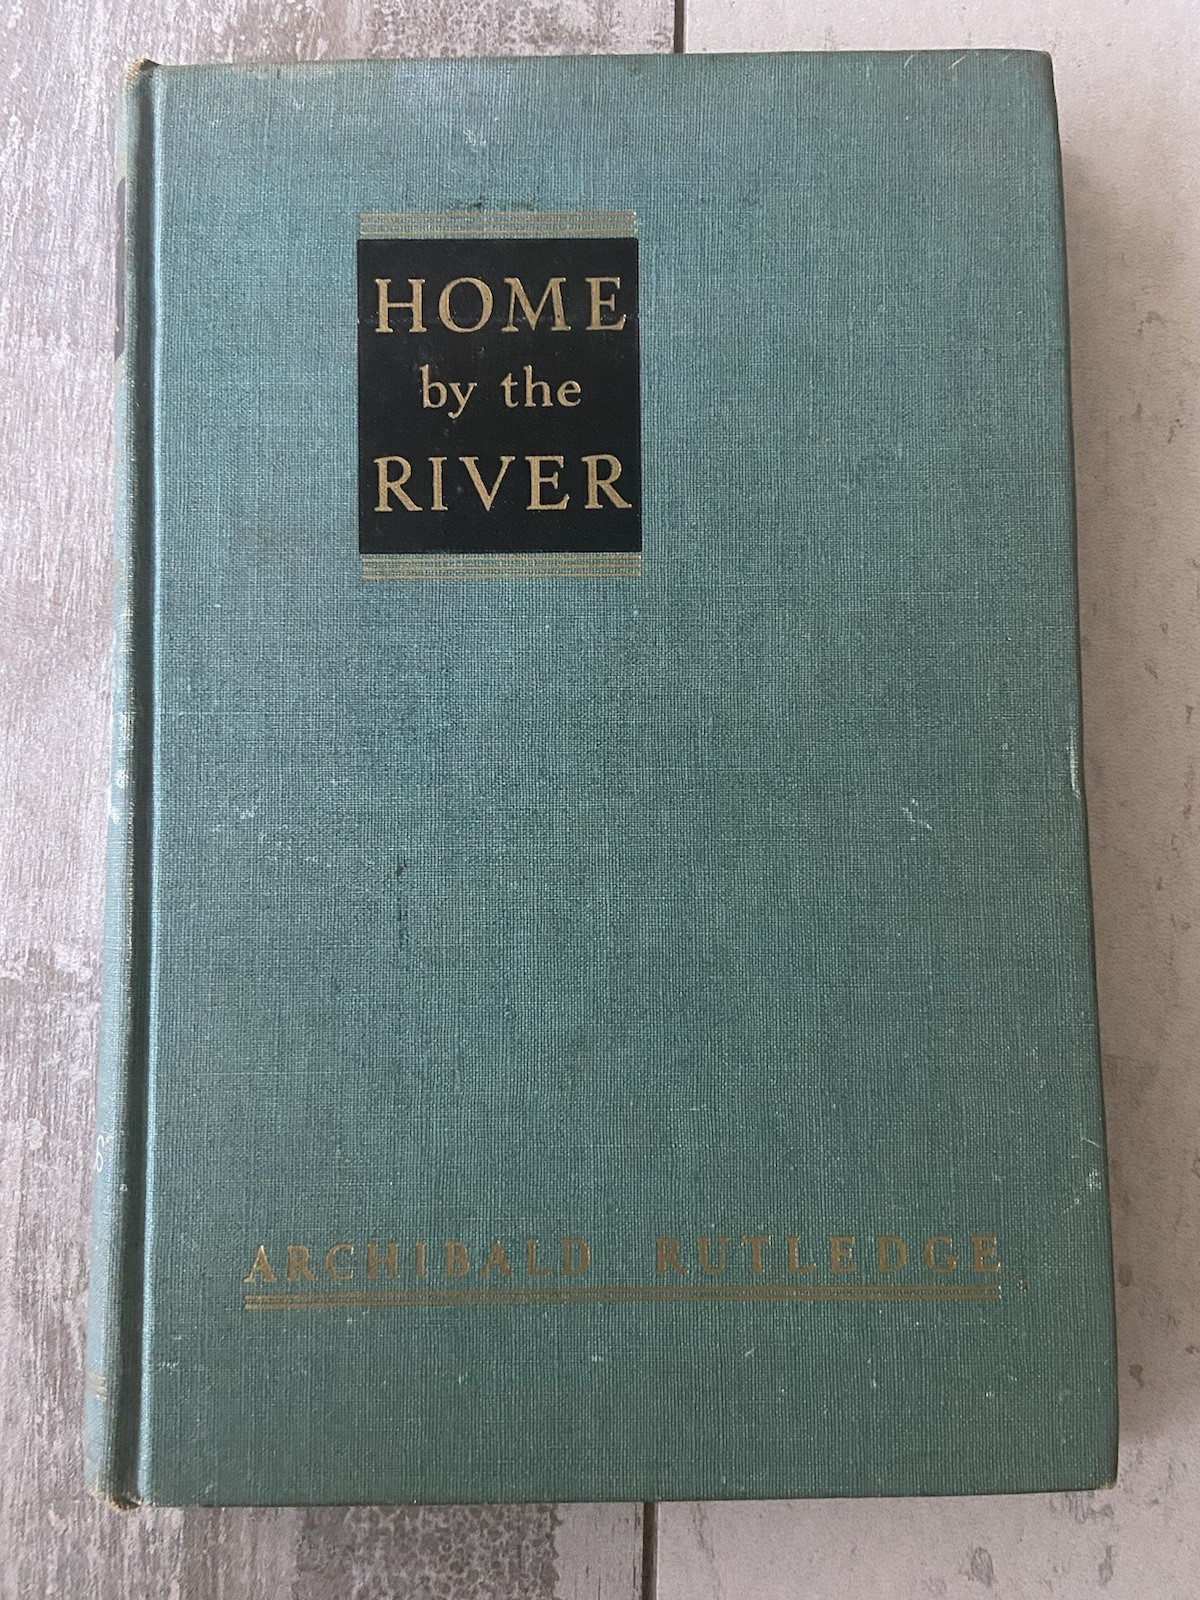 HOME
by the
RIVER
ARCHIBALD RUTLEDGE